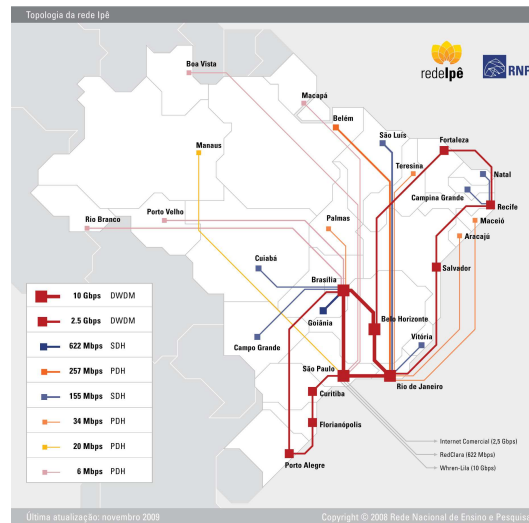 Topologia da rede Ipê
redeIpê
RNP
Boa Vista
Macapá
Belém
São Luís
Fortaleza
Manaus
Teresina
Natal
Campina Grande
Recife
Rio Branco
Porto Velho
Palmas
Maceió
Aracajú
Cuiabá
Brasília
Salvador
Goiânia
Belo Horizonte
Vitória
Campo Grande
São Paulo
Rio de Janeiro
Curitiba
Florianópolis
Porto Alegre
10 Gbps DWDM
2.5 Gbps DWDM
622 Mbps SDH
257 Mbps PDH
155 Mbps SDH
34 Mbps PDH
20 Mbps PDH
6 Mbps PDH
Internet Comercial (2,5 Gbps)
RedClara (622 Mbps)
Whren-Lila (10 Gbps)
Última atualização: novembro 2009
Copyright © 2008 Rede Nacional de Ensino e Pesquisa